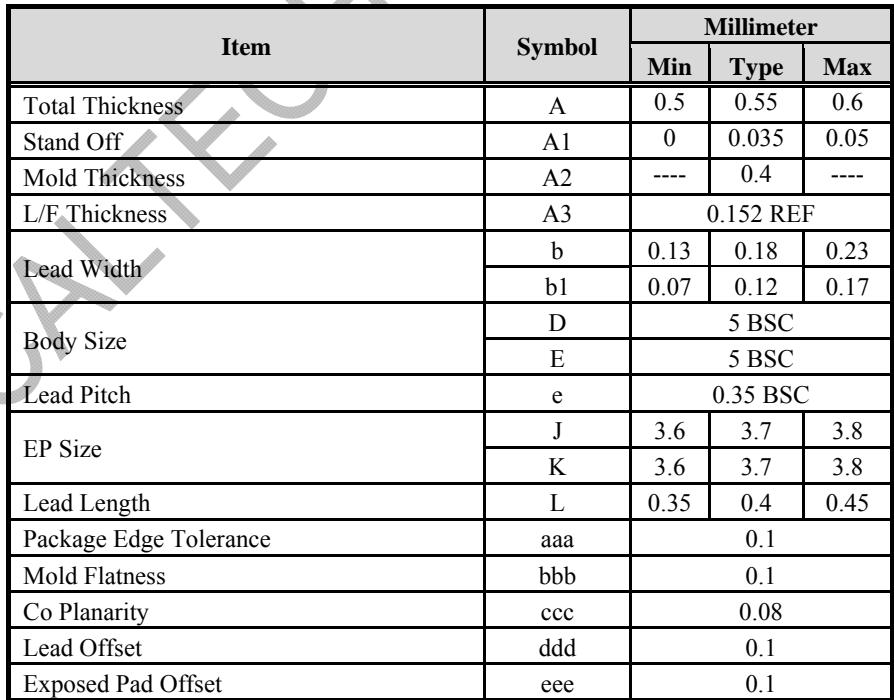 Item Symbol Millimeter
Min Type Max
Total Thickness A 0.5 0.55 0.6
Stand Off A1 0 0.035 0.05
Mold Thickness A2 ---- 0.4 ----
L/F Thickness A3 0.152 REF
Lead Width b 0.13 0.18 0.23
b1 0.07 0.12 0.17
Body Size D 5 BSC
E 5 BSC
Lead Pitch e 0.35 BSC
EP Size J 3.6 3.7 3.8
K 3.6 3.7 3.8
Lead Length L 0.35 0.4 0.45
Package Edge Tolerance aaa 0.1
Mold Flatness bbb 0.1
Co Planarity ccc 0.08
Lead Offset ddd 0.1
Exposed Pad Offset eee 0.1